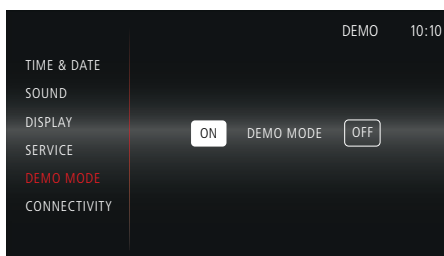 DEMO 10:10
TIME & DATE
SOUND
DISPLAY
SERVICE
DEMO MODE
CONNECTIVITY
ON DEMO MODE OFF